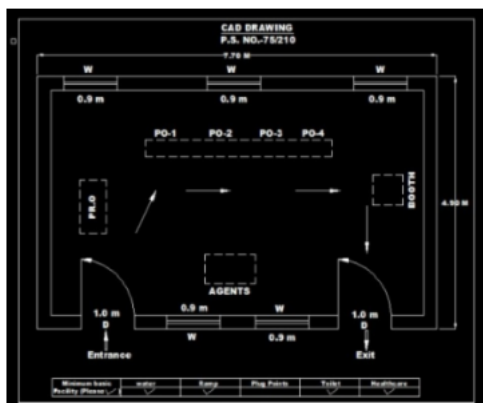 CAD DRAWING
P.S. NO.-75/210
7.70 M
W W W
0.9 m 0.9 m 0.9 m
PO-1 PO-2 PO-3 PO-4
PR.O
BOOTH
4.90 M
AGENTS
0.9 m W
1.0 m 1.0 m
D D
W 0.9 m
Entrance Exit
Minimum basic Facility (Please ✓) water Ramp Plug Points Toilet Healthcare
✓ ✓ ✓ ✓